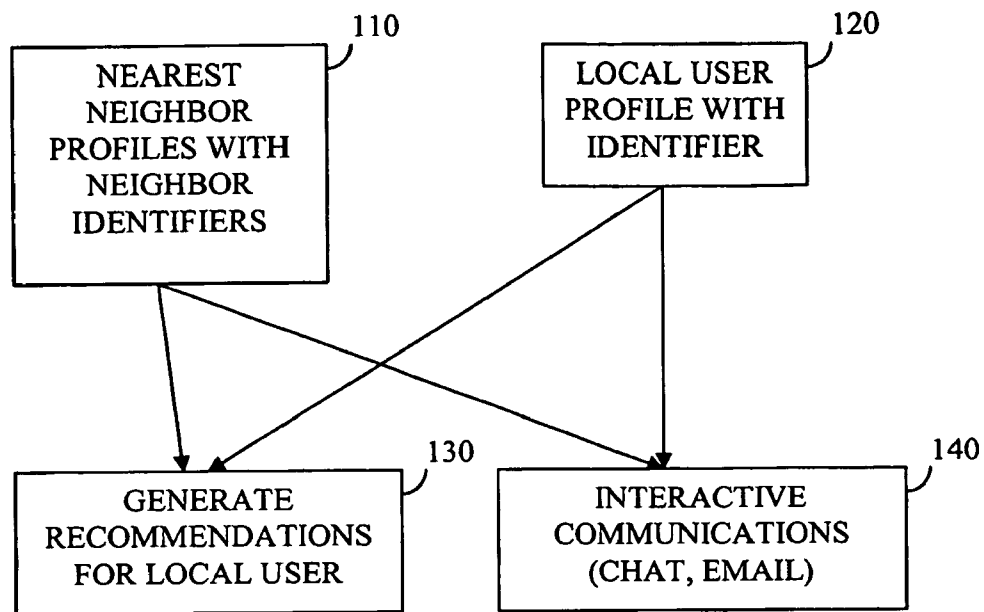 110
NEAREST
NEIGHBOR
PROFILES WITH
NEIGHBOR
IDENTIFIERS
120
LOCAL USER
PROFILE WITH
IDENTIFIER
130
GENERATE
RECOMMENDATIONS
FOR LOCAL USER
140
INTERACTIVE
COMMUNICATIONS
(CHAT, EMAIL)